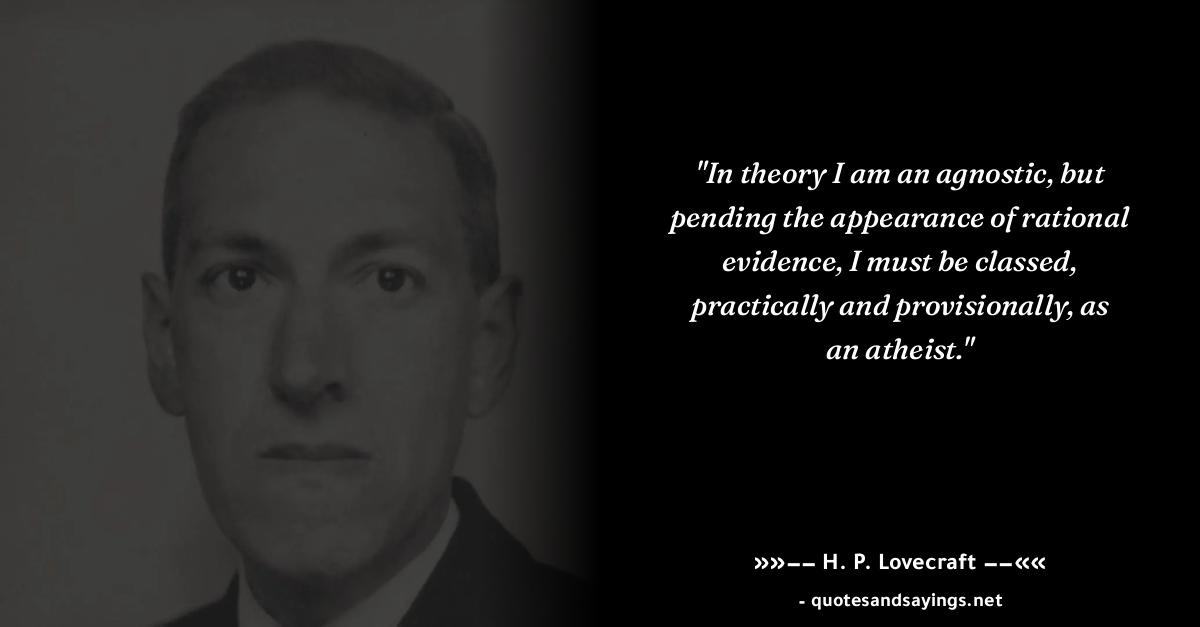 "In theory I am an agnostic, but
pending the appearance of rational
evidence, I must be classed,
practically and provisionally, as
an atheist."
»»–– H. P. Lovecraft ––««
- quotesandsayings.net